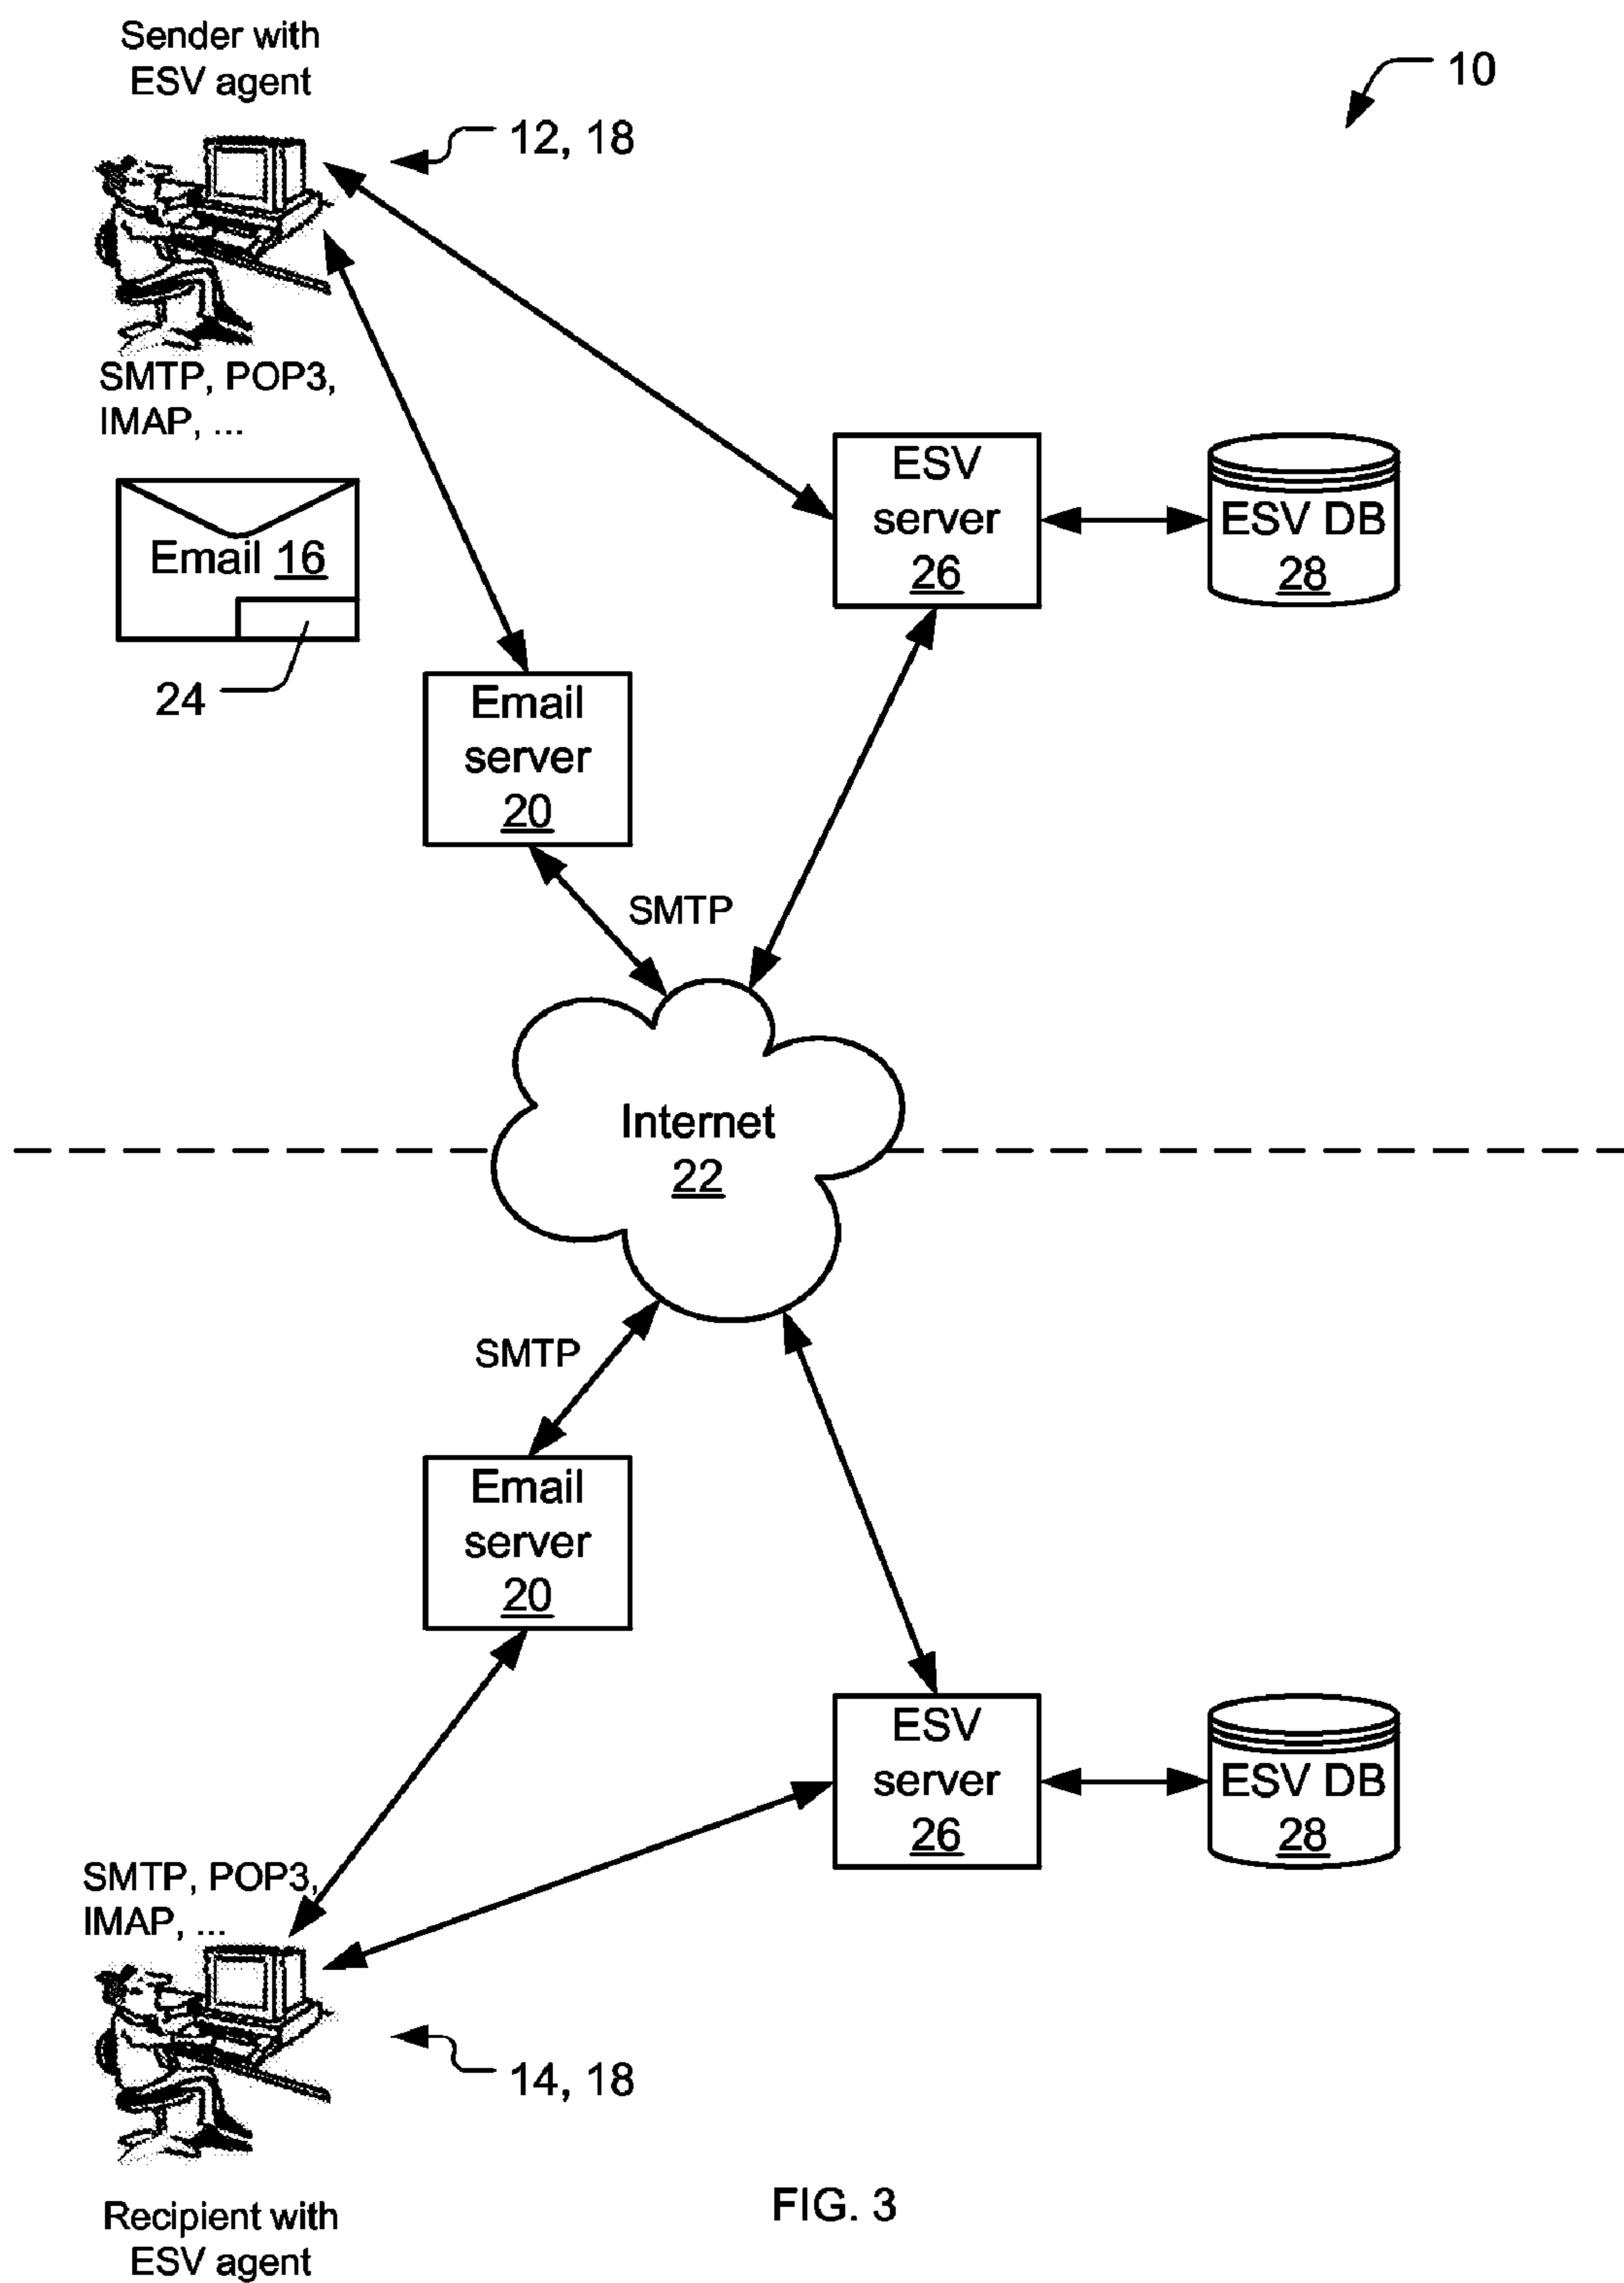 Sender with
ESV agent
10
12, 18
SMTP, POP3,
IMAP, ...
ESV
server
26
ESV DB
28
Email 16
24
Email
server
20
SMTP
Internet
22
SMTP
Email
server
20
ESV
server
26
ESV DB
28
SMTP, POP3,
IMAP, ...
14, 18
FIG. 3
Recipient with
ESV agent